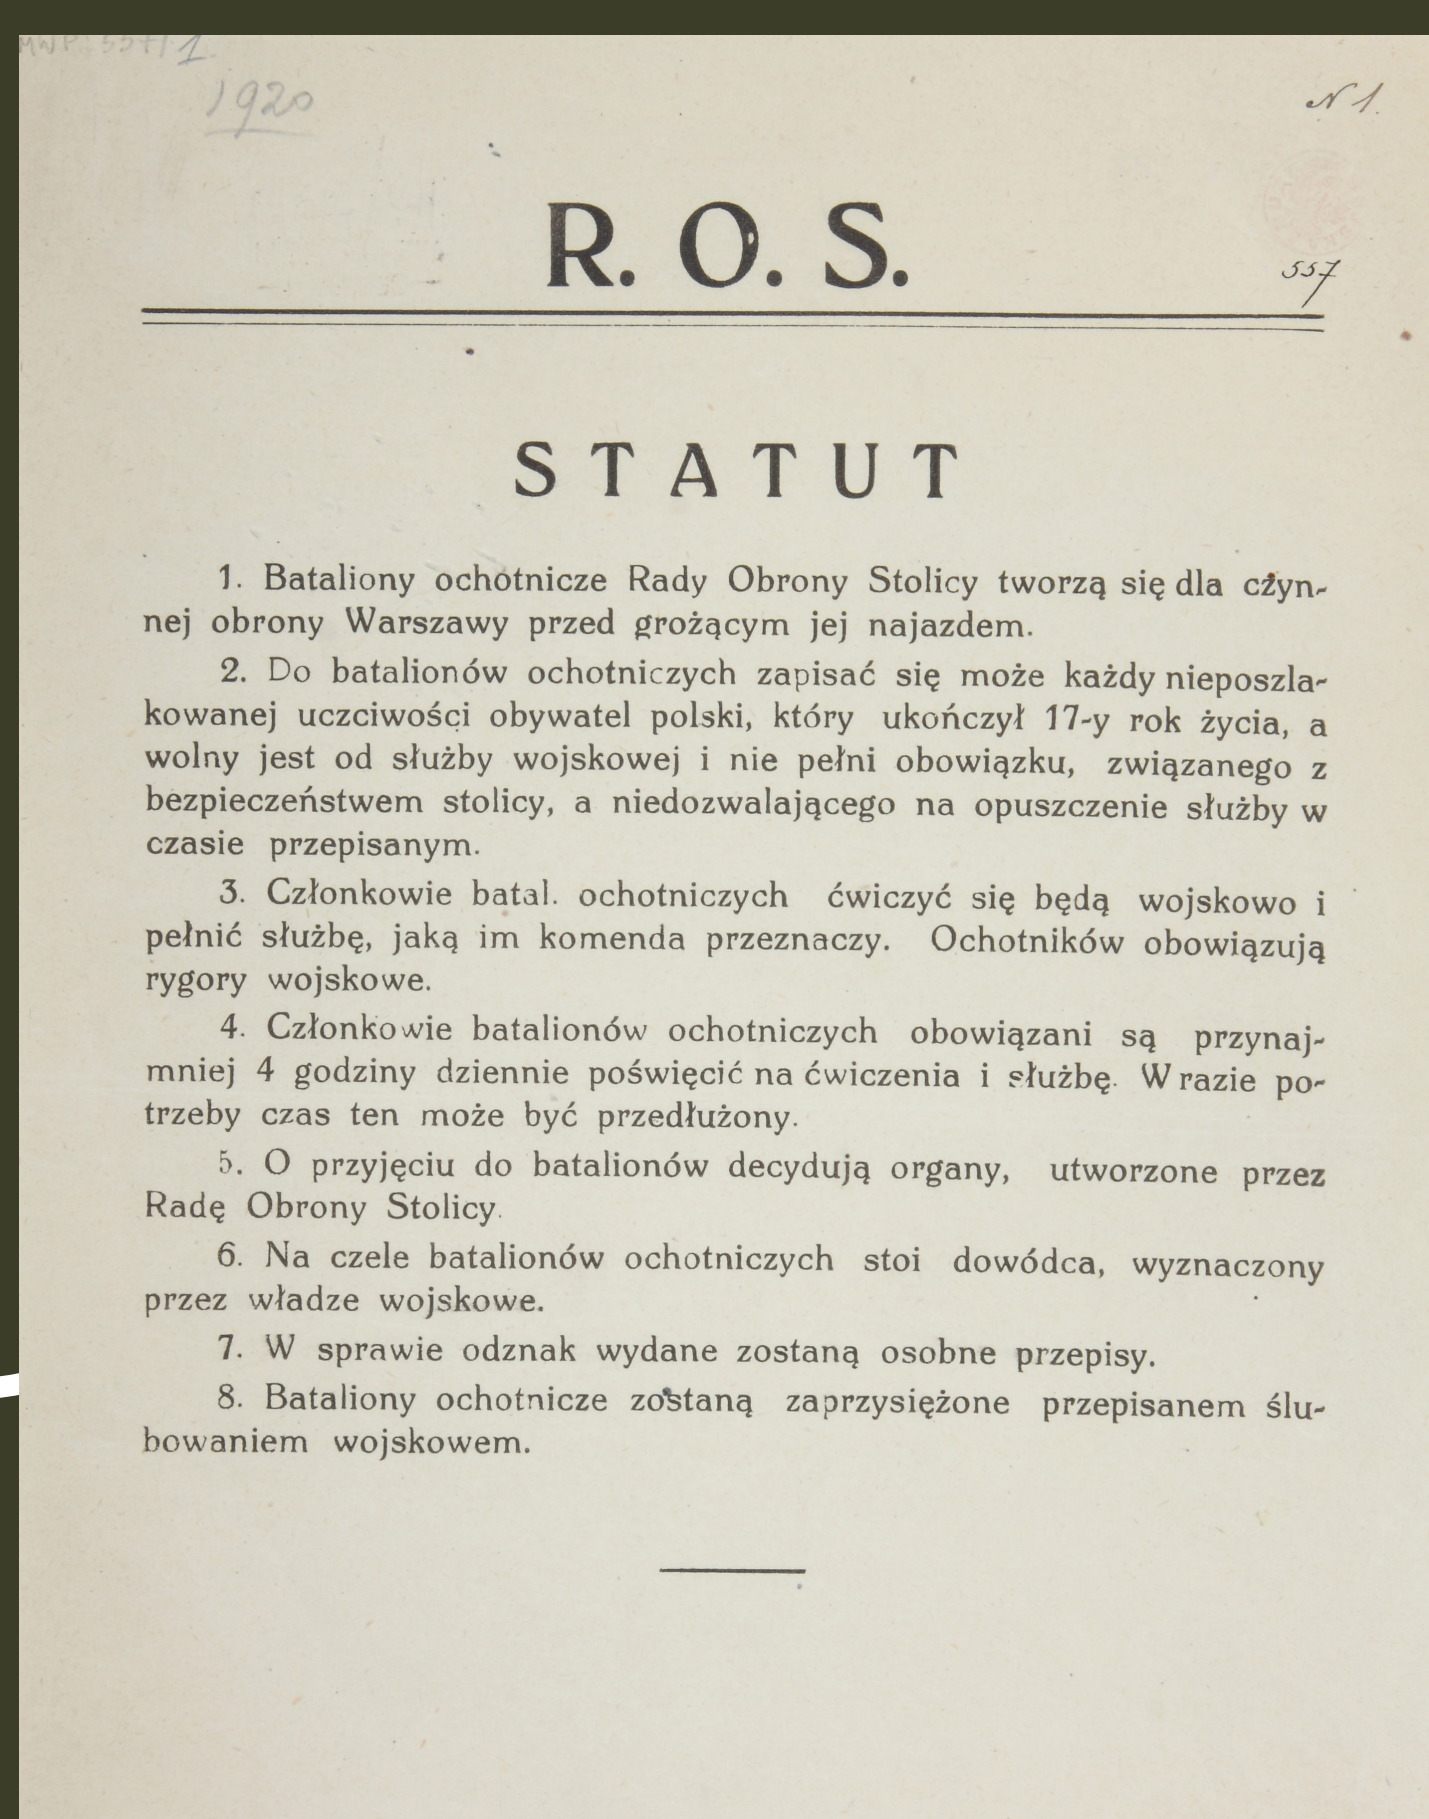 1920
N 1.
R. O. S.
557
STATUT
1. Bataliony ochotnicze Rady Obrony Stolicy tworzą się dla czyn-
nej obrony Warszawy przed grożącym jej najazdem.
2. Do batalionów ochotniczych zapisać się może każdy nieposzla-
kowanej uczciwości obywatel polski, który ukończył 17-y rok życia, a
wolny jest od służby wojskowej i nie pełni obowiązku, związanego z
bezpieczeństwem stolicy, a niedozwalającego na opuszczenie służby w
czasie przepisanym.
3. Członkowie batal. ochotniczych ćwiczyć się będą wojskowo i
pełnić służbę, jaką im komenda przeznaczy. Ochotników obowiązują
rygory wojskowe.
4. Członkowie batalionów ochotniczych obowiązani są przynaj-
mniej 4 godziny dziennie poświęcić na ćwiczenia i służbę. W razie po-
trzeby czas ten może być przedłużony.
5. O przyjęciu do batalionów decydują organy, utworzone przez
Radę Obrony Stolicy.
6. Na czele batalionów ochotniczych stoi dowódca, wyznaczony
przez władze wojskowe.
7. W sprawie odznak wydane zostaną osobne przepisy.
8. Bataliony ochotnicze zostaną zaprzysiężone przepisanem ślu-
bowaniem wojskowem.